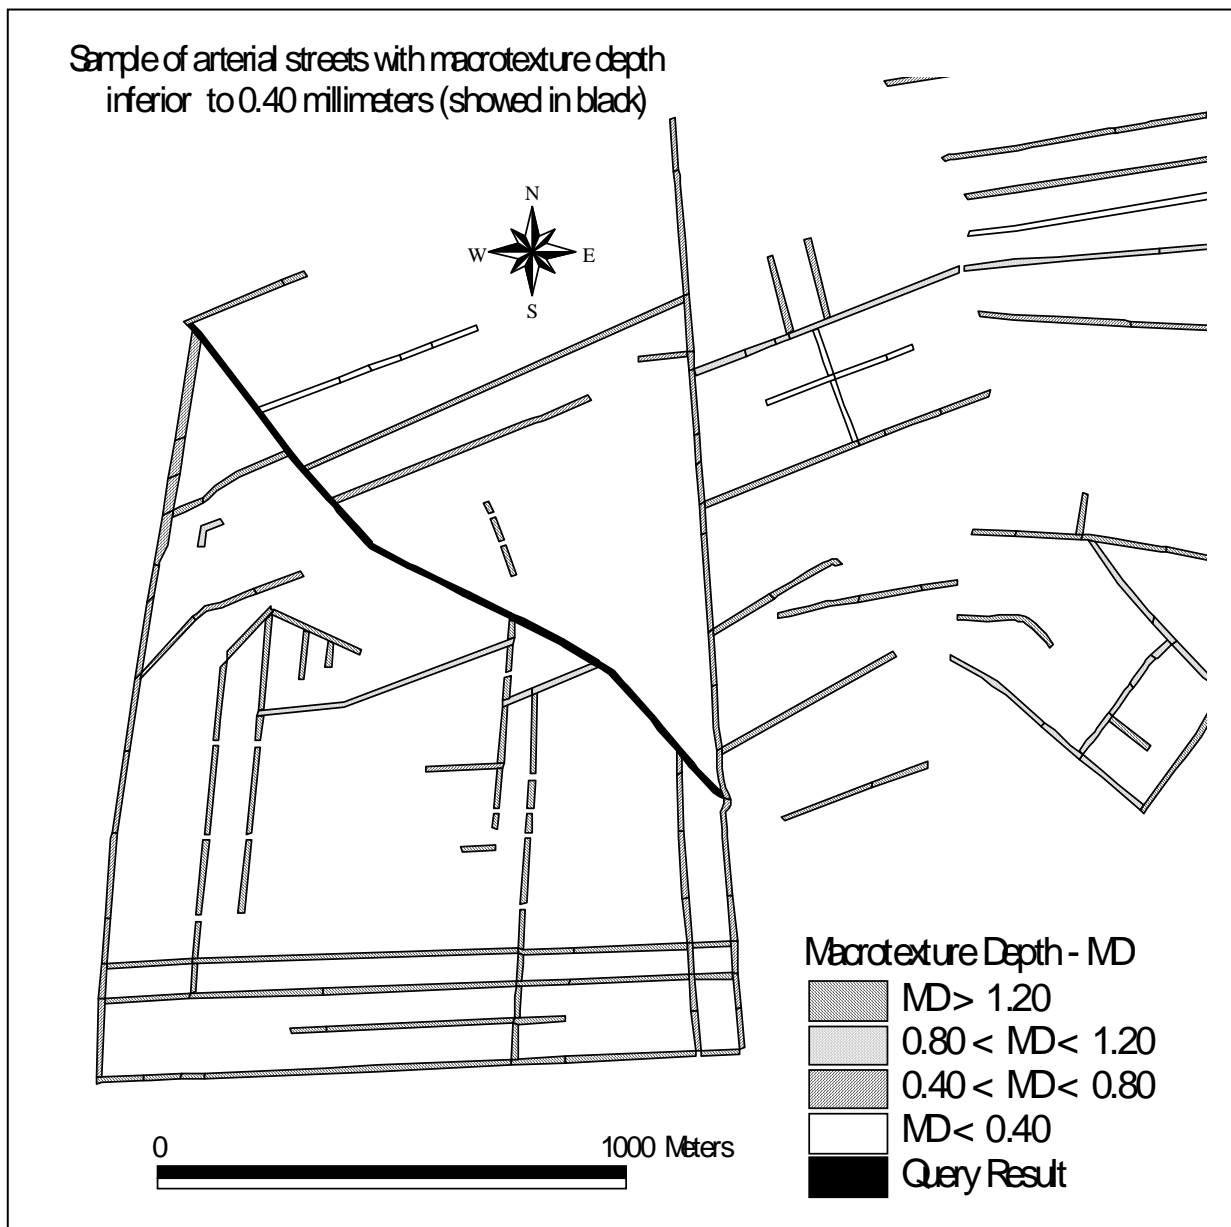 Sample of arterial streets with macrotexture depth
inferior to 0.40 millimeters (showed in black)
N
W E
S
Macrotexture Depth - MD
MD > 1.20
0.80 < MD < 1.20
0.40 < MD < 0.80
MD < 0.40
Query Result
0 1000 Meters